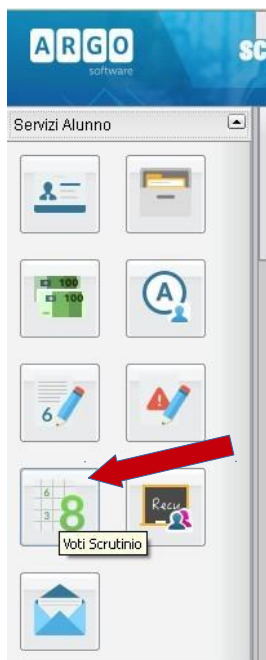 ARGO
software
SC
Servizi Alunno
100
100
A
6
6
3
8
Recu
Voti Scrutinio